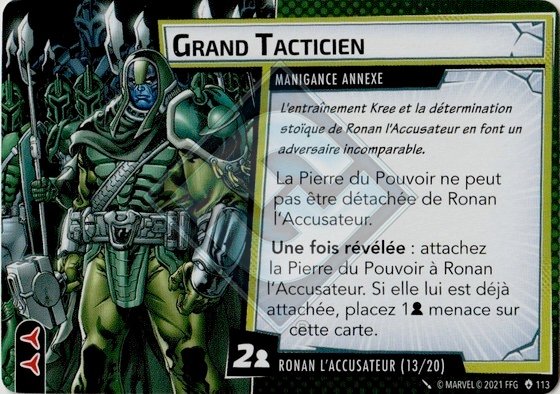 Grand Tacticien
MANIGANCE ANNEXE
L'entraînement Kree et la détermination
stoïque de Ronan l'Accusateur en font un
adversaire incomparable.
La Pierre du Pouvoir ne peut
pas être détachée de Ronan
l'Accusateur.
Une fois révélée : attachez
la Pierre du Pouvoir à Ronan
l'Accusateur. Si elle lui est déjà
attachée, placez 1 menace sur
cette carte.
2
RONAN L'ACCUSATEUR (13/20)
© MARVEL © 2021 FFG 113